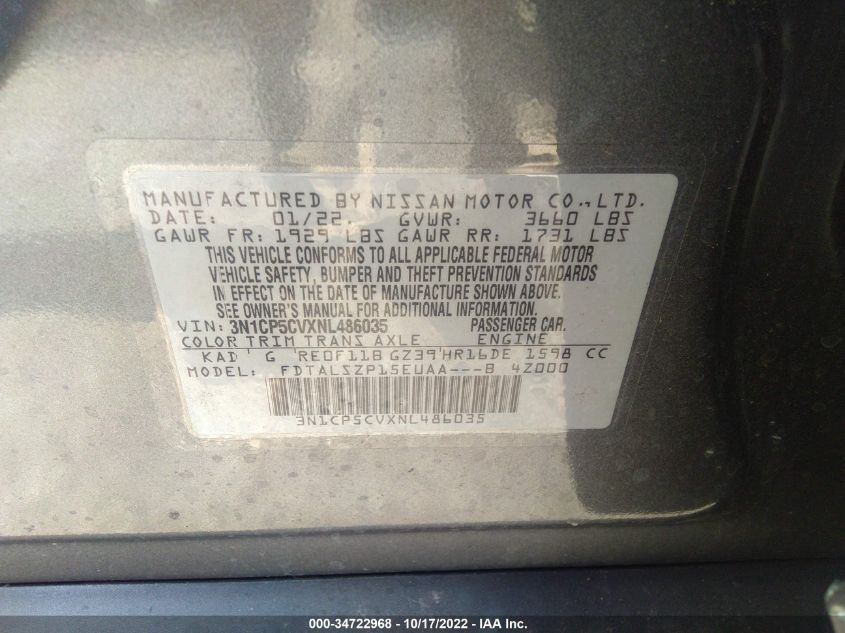 MANUFACTURED BY NISSAN MOTOR CO.,LTD.
DATE: 01/22. GVWR: 3660 LBS
GAWR FR: 1929 LBS GAWR RR: 1731 LBS
THIS VEHICLE CONFORMS TO ALL APPLICABLE FEDERAL MOTOR
VEHICLE SAFETY, BUMPER AND THEFT PREVENTION STANDARDS
IN EFFECT ON THE DATE OF MANUFACTURE SHOWN ABOVE.
SEE OWNER'S MANUAL FOR ADDITIONAL INFORMATION.
VIN: 3N1CP5CVXNL486035 PASSENGER CAR.
COLOR TRIM TRANS AXLE ENGINE
KAD G RE0F11B GZ39 HR16DE 1598 CC
MODEL: FDTALSZP15EUAA---B 4Z000
3N1CP5CVXNL486035
000-34722968 - 10/17/2022 - IAA Inc.